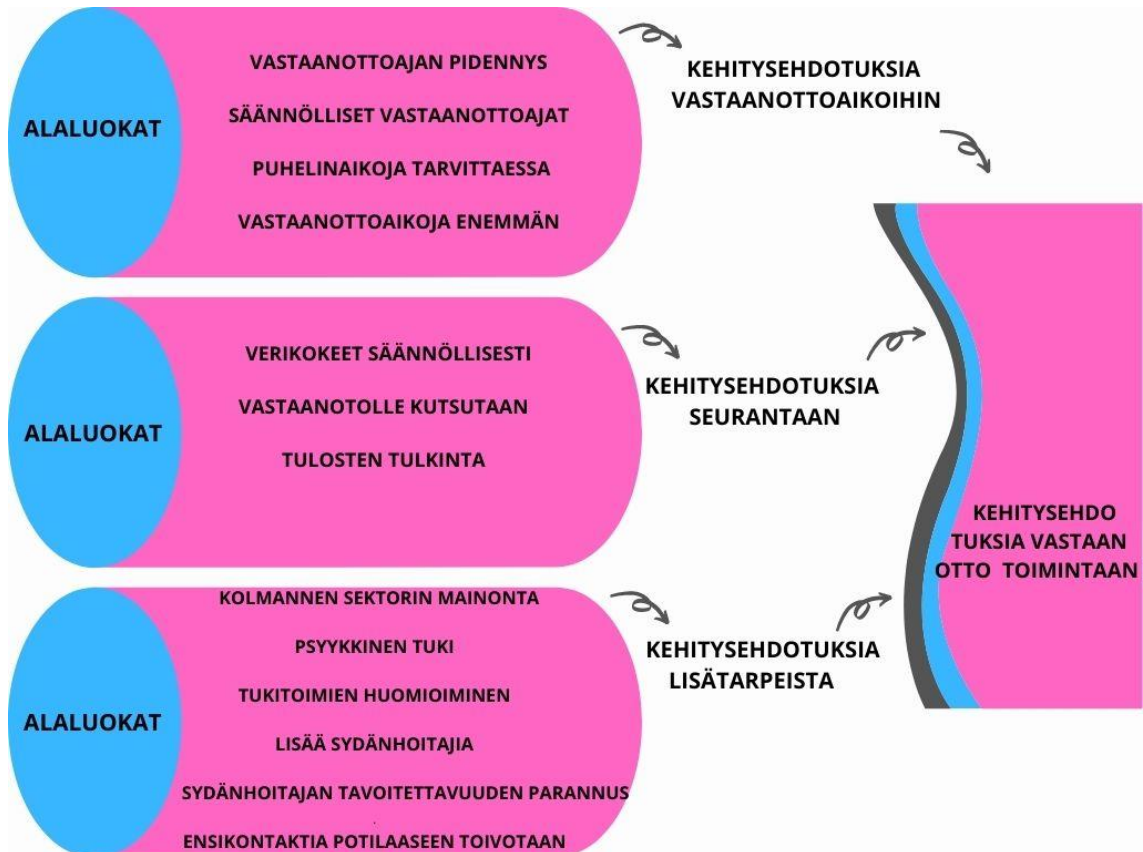 ALALUOKAT
VASTAANOTTOAJAN PIDENNYS
SÄÄNNÖLLISET VASTAANOTTOAJAT
PUHELINAIKOJA TARVITTAESSA
VASTAANOTTOAIKOJA ENEMMÄN
KEHITYSEHDOTUKSIA
VASTAANOTTOAIKOIHIN
ALALUOKAT
VERIKOKEET SÄÄNNÖLLISESTI
VASTAANOTOLLE KUTSUTAAN
TULOSTEN TULKINTA
KEHITYSEHDOTUKSIA
SEURANTAAN
ALALUOKAT
KOLMANNEN SEKTORIN MAINONTA
PSYYKKINEN TUKI
TUKITOIMIEN HUOMIOIMINEN
LISÄÄ SYDÄNHOITAJIA
SYDÄNHOITAJAN TAVOITETTAVUUDEN PARANNUS
ENSIKONTAKTIA POTILAASEEN TOIVOTAAN
KEHITYSEHDOTUKSIA
LISÄTARPEISTA
KEHITYSEHDO
TUKSIA VASTAAN
OTTO TOIMINTAAN